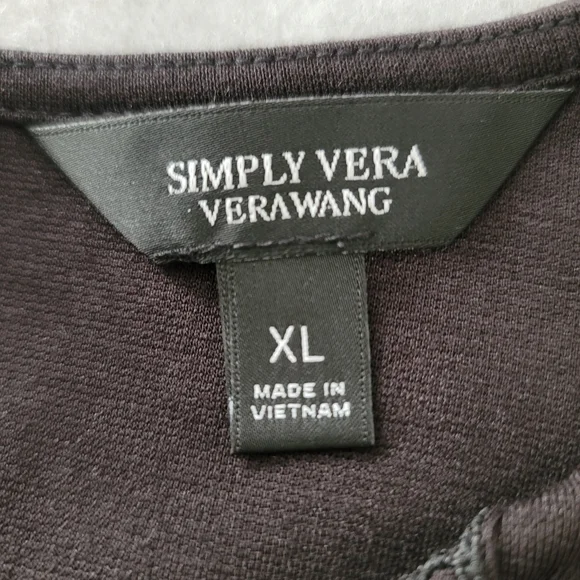 SIMPLY VERA
VERAWANG
XL
MADE IN
VIETNAM